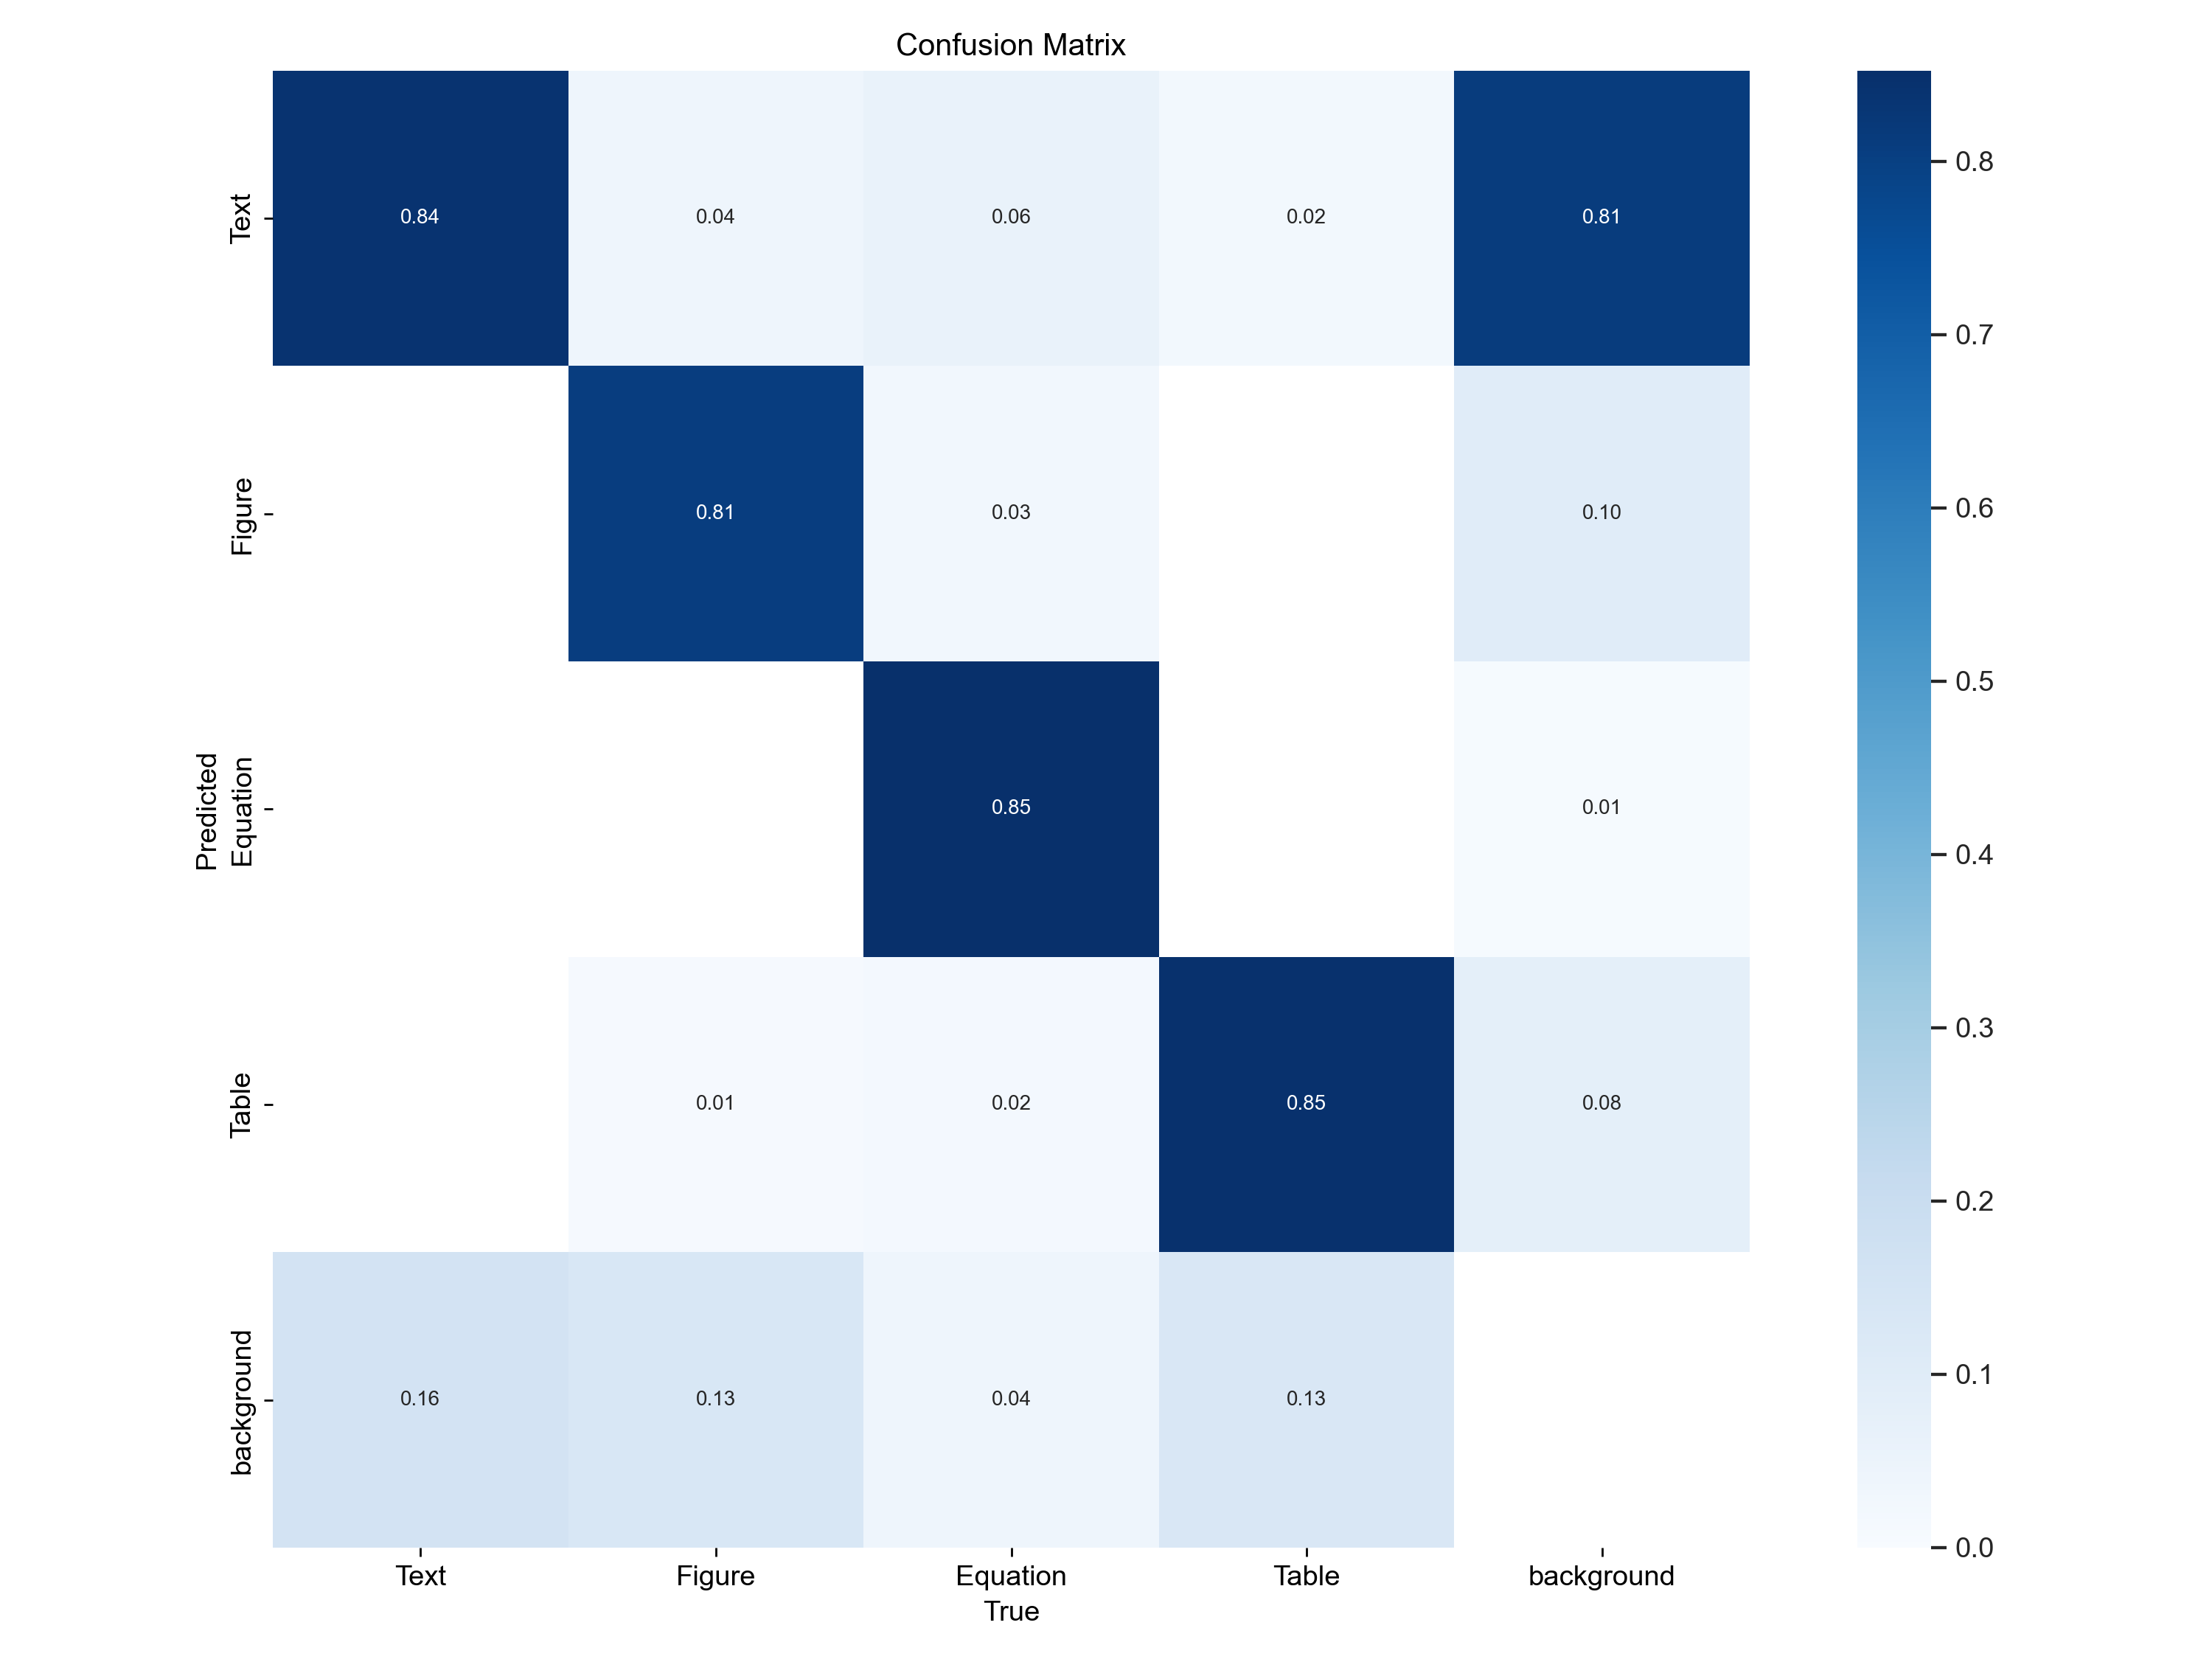 Confusion Matrix
Text
0.84 0.04 0.06 0.02 0.81
Figure
0.81 0.03 0.10
Predicted
Equation
0.85 0.01
Table
0.01 0.02 0.85 0.08
background
0.16 0.13 0.04 0.13
Text Figure Equation Table background
True
0.8
0.7
0.6
0.5
0.4
0.3
0.2
0.1
0.0